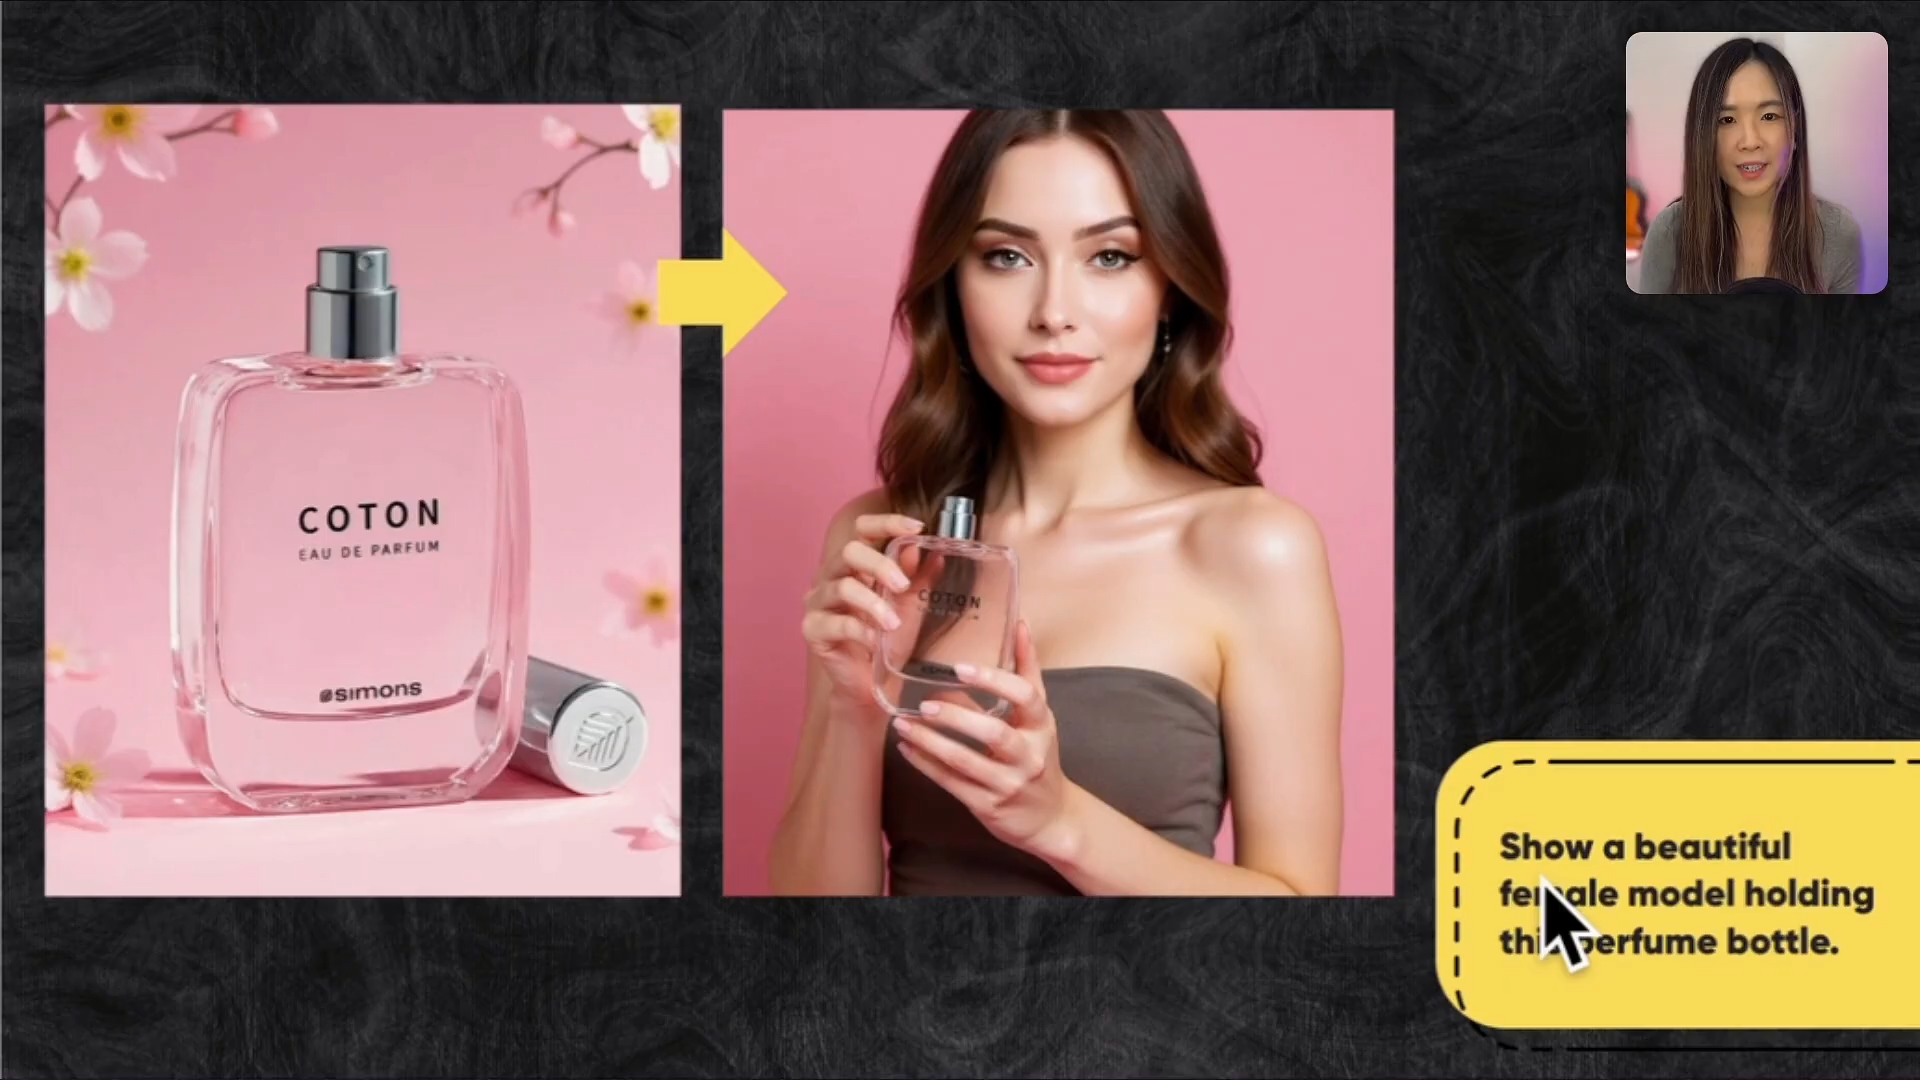 COTON
EAU DE PARFUM
simons
COTON
Show a beautiful
female model holding
this perfume bottle.